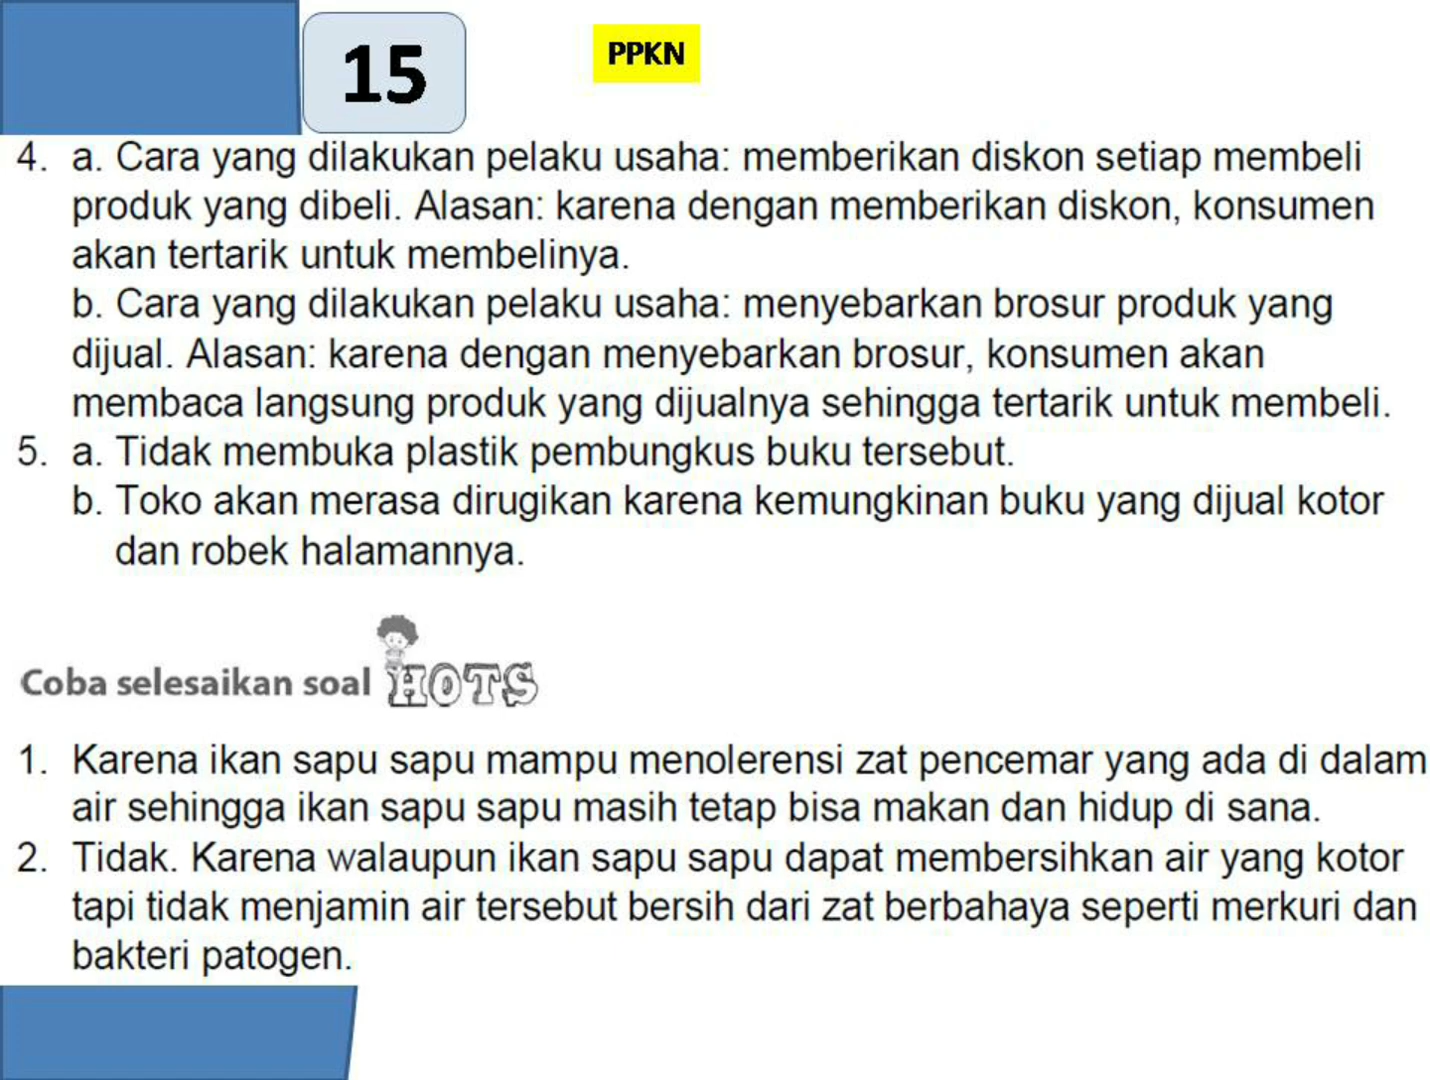 15
PPKN
4. a. Cara yang dilakukan pelaku usaha: memberikan diskon setiap membeli
produk yang dibeli. Alasan: karena dengan memberikan diskon, konsumen
akan tertarik untuk membelinya.
b. Cara yang dilakukan pelaku usaha: menyebarkan brosur produk yang
dijual. Alasan: karena dengan menyebarkan brosur, konsumen akan
membaca langsung produk yang dijualnya sehingga tertarik untuk membeli.
5. a. Tidak membuka plastik pembungkus buku tersebut.
b. Toko akan merasa dirugikan karena kemungkinan buku yang dijual kotor
dan robek halamannya.
Coba selesaikan soal HOTS
1. Karena ikan sapu sapu mampu menolerensi zat pencemar yang ada di dalam
air sehingga ikan sapu sapu masih tetap bisa makan dan hidup di sana.
2. Tidak. Karena walaupun ikan sapu sapu dapat membersihkan air yang kotor
tapi tidak menjamin air tersebut bersih dari zat berbahaya seperti merkuri dan
bakteri patogen.